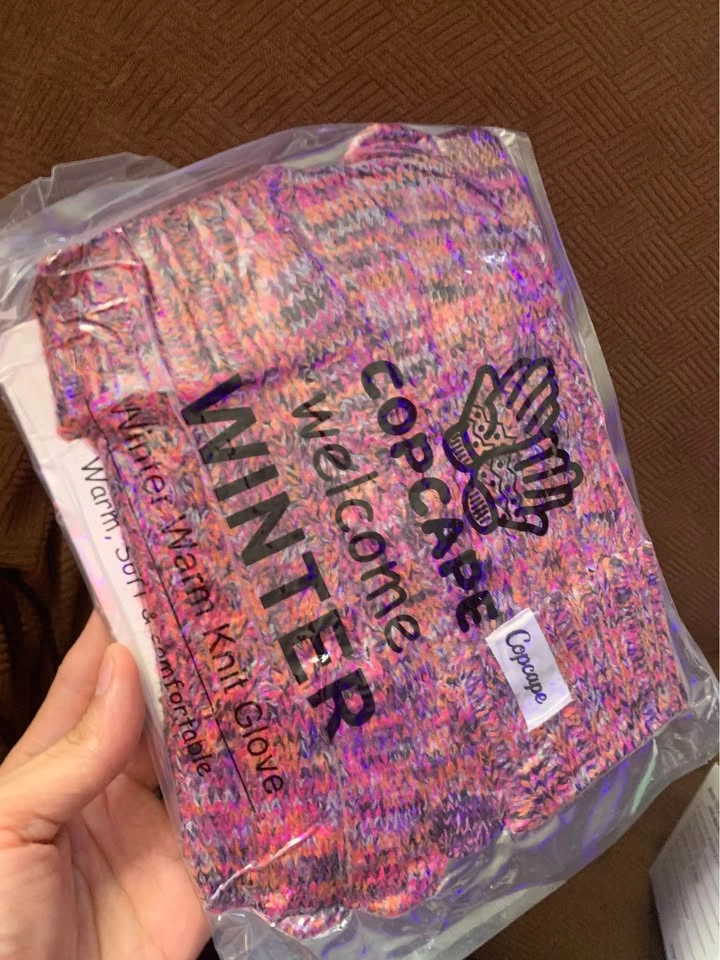 COPCAPE
welcome
WINTER
Winter Warm Knit Glove
Warm, Soft & comfortable
Copcape